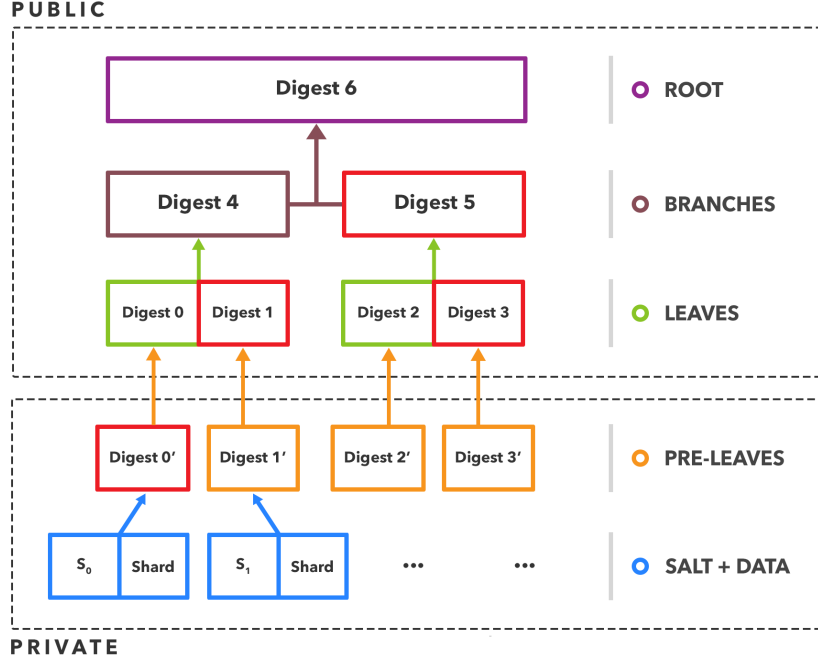 PUBLIC
Digest 6
ROOT
Digest 4
Digest 5
BRANCHES
Digest 0
Digest 1
Digest 2
Digest 3
LEAVES
Digest 0′
Digest 1′
Digest 2′
Digest 3′
PRE-LEAVES
S₀
Shard
S₁
Shard
...
...
SALT + DATA
PRIVATE